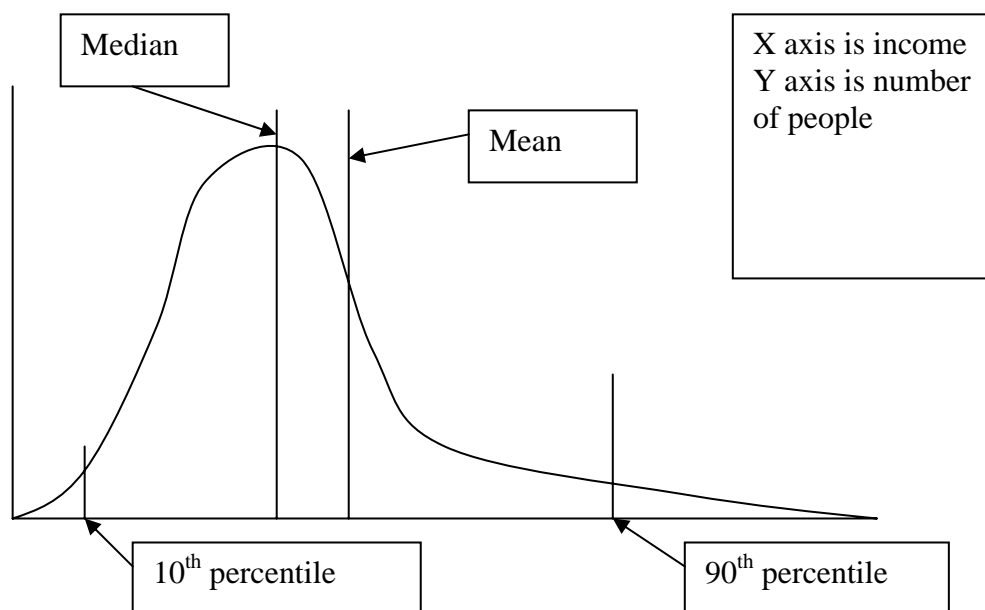 Median
X axis is income
Y axis is number
of people
Mean
10th percentile
90th percentile